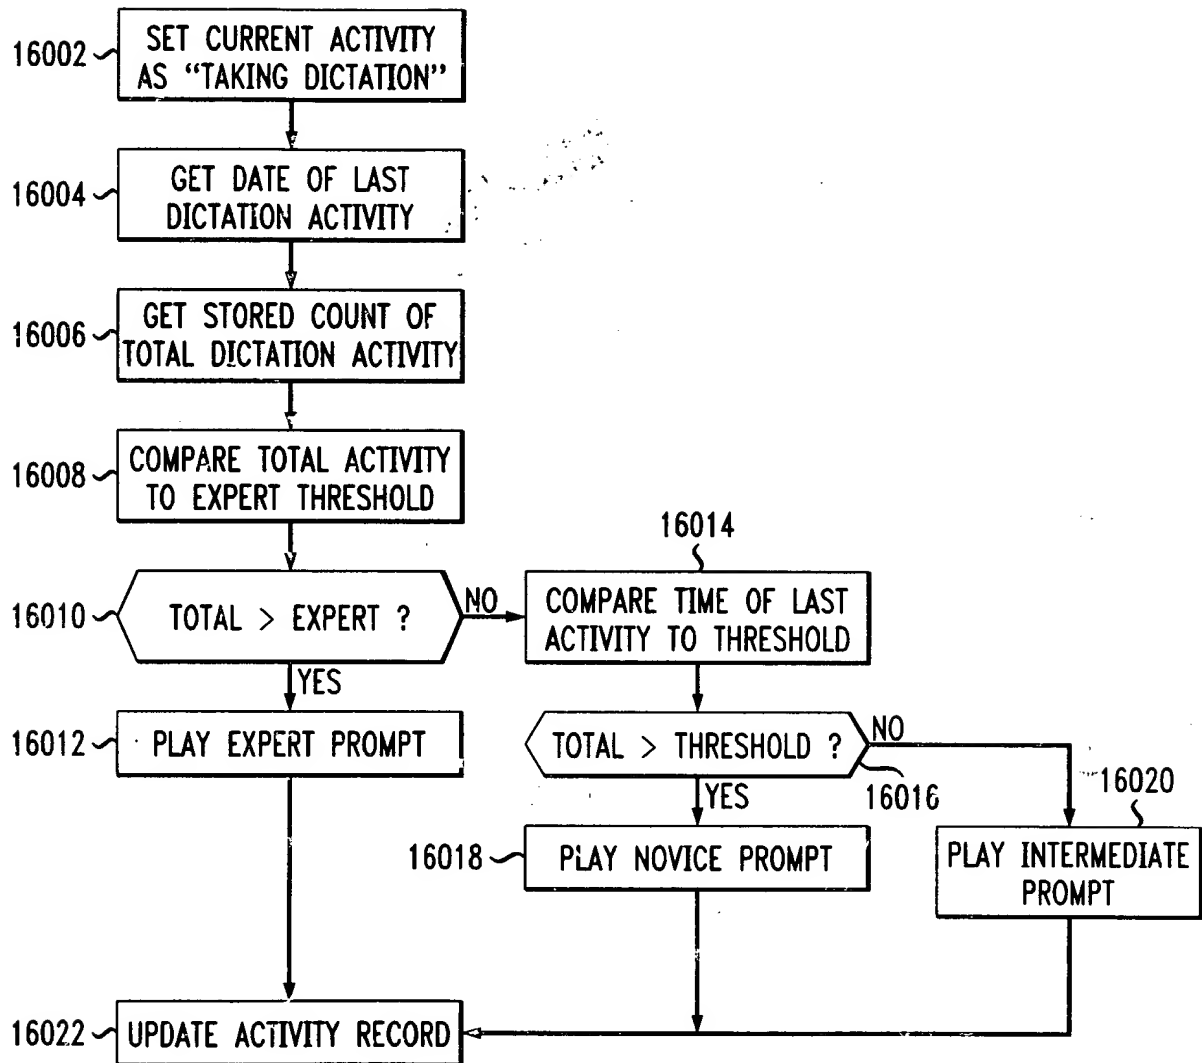 16002
SET CURRENT ACTIVITY
AS “TAKING DICTATION”
16004
GET DATE OF LAST
DICTATION ACTIVITY
16006
GET STORED COUNT OF
TOTAL DICTATION ACTIVITY
16008
COMPARE TOTAL ACTIVITY
TO EXPERT THRESHOLD
16010
TOTAL > EXPERT ?
NO
YES
16014
COMPARE TIME OF LAST
ACTIVITY TO THRESHOLD
16012
PLAY EXPERT PROMPT
TOTAL > THRESHOLD ?
NO
YES
16016
16018
PLAY NOVICE PROMPT
16020
PLAY INTERMEDIATE
PROMPT
16022
UPDATE ACTIVITY RECORD